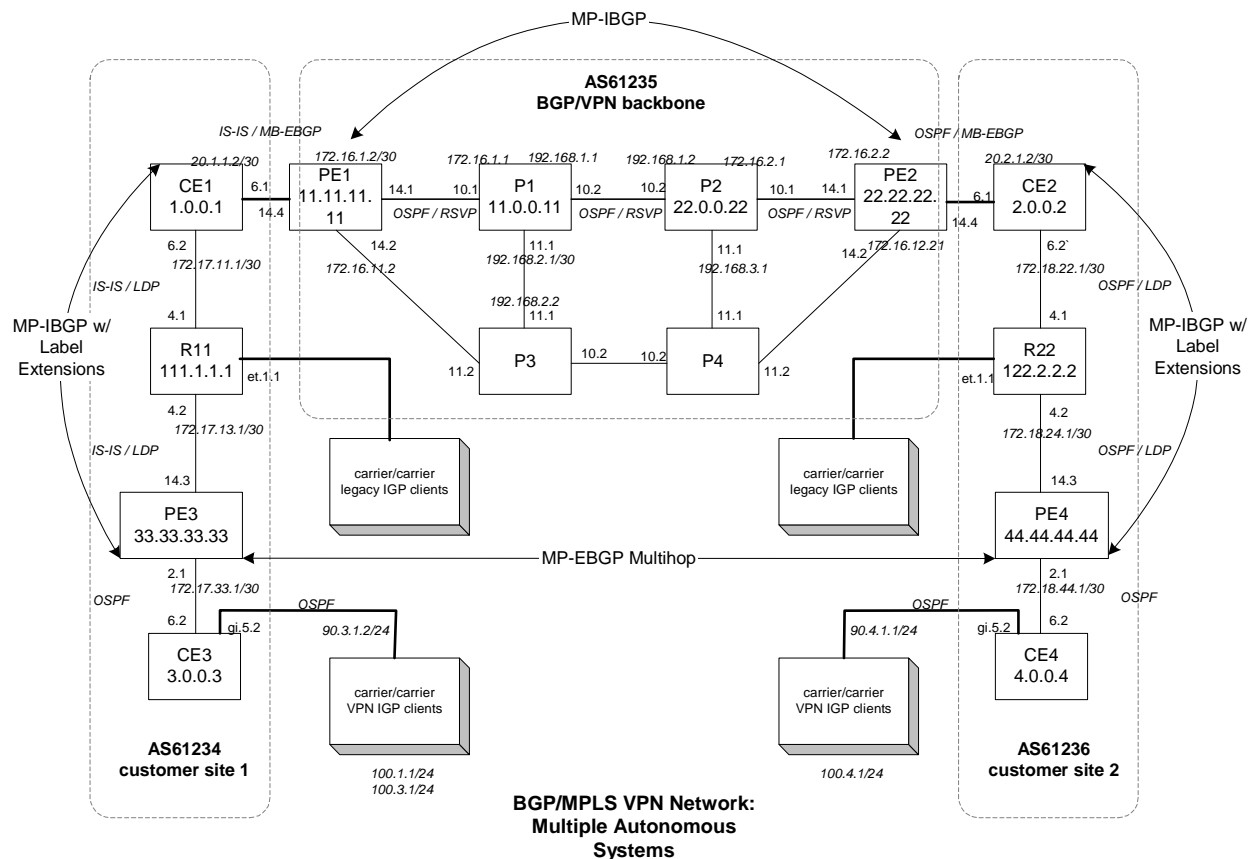 MP-IBGP
AS61235
BGP/VPN backbone
IS-IS / MB-EBGP
OSPF / MB-EBGP
20.1.1.2/30
172.16.1.2/30
172.16.1.1
192.168.1.1
192.168.1.2
172.16.2.1
172.16.2.2
20.2.1.2/30
CE1
1.0.0.1
6.1
14.4
PE1
11.11.11.
11
14.1
10.1
OSPF / RSVP
P1
11.0.0.11
10.2
10.2
OSPF / RSVP
P2
22.0.0.22
10.1
14.1
OSPF / RSVP
PE2
22.22.22.
22
6.1
14.4
CE2
2.0.0.2
6.2
172.17.11.1/30
14.2
172.16.11.2
11.1
192.168.2.1/30
11.1
192.168.3.1
14.2
172.16.12.21
6.2`
172.18.22.1/30
IS-IS / LDP
192.168.2.2
OSPF / LDP
4.1
11.1
11.1
4.1
MP-IBGP w/
Label
Extensions
R11
111.1.1.1
et.1.1
P3
11.2
10.2
10.2
P4
11.2
R22
122.2.2.2
et.1.1
MP-IBGP w/
Label
Extensions
4.2
172.17.13.1/30
4.2
172.18.24.1/30
IS-IS / LDP
OSPF / LDP
carrier/carrier
legacy IGP clients
carrier/carrier
legacy IGP clients
14.3
14.3
PE3
33.33.33.33
MP-EBGP Multihop
PE4
44.44.44.44
2.1
172.17.33.1/30
2.1
172.18.44.1/30
OSPF
OSPF
OSPF
OSPF
6.2
gi.5.2
90.3.1.2/24
90.4.1.1/24
gi.5.2
6.2
CE3
3.0.0.3
CE4
4.0.0.4
carrier/carrier
VPN IGP clients
carrier/carrier
VPN IGP clients
AS61234
customer site 1
AS61236
customer site 2
100.1.1/24
100.3.1/24
100.4.1/24
BGP/MPLS VPN Network:
Multiple Autonomous
Systems